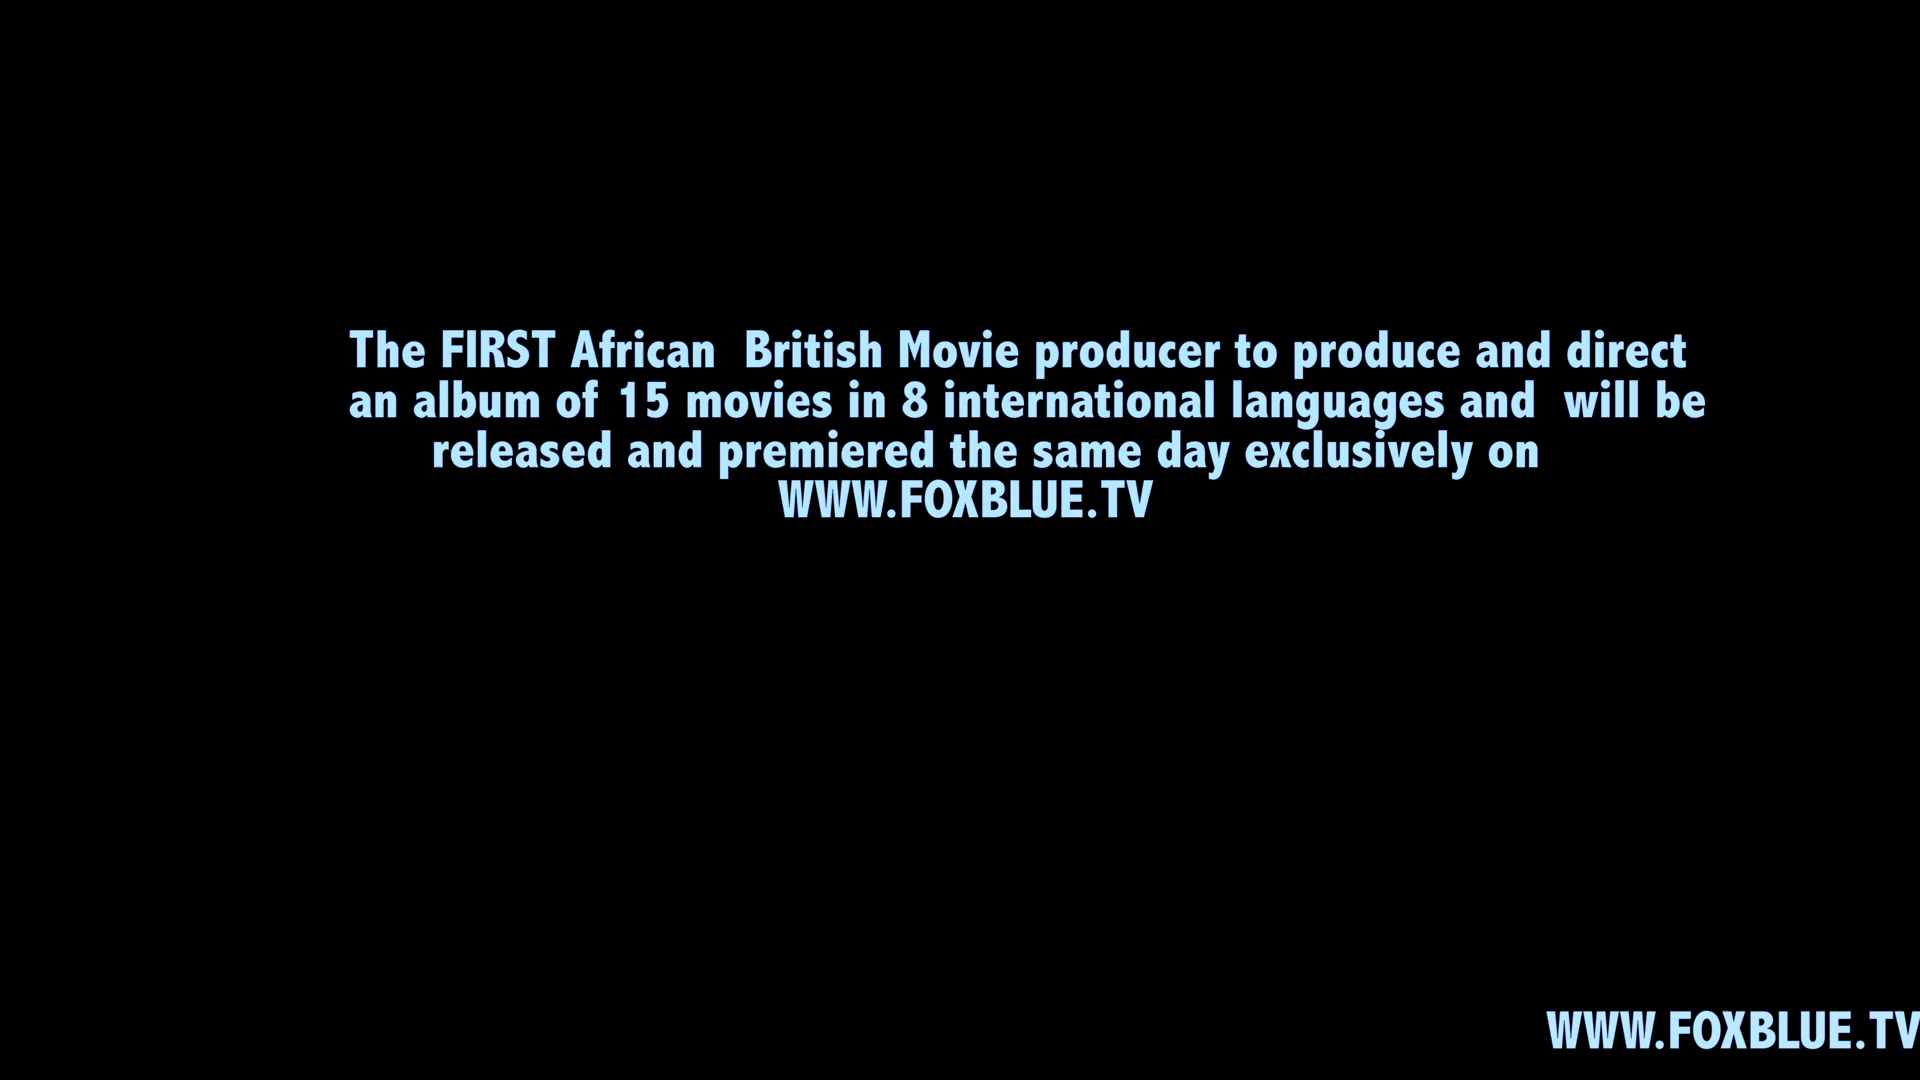 The FIRST African  British Movie producer to produce and direct
an album of 15 movies in 8 international languages and  will be
released and premiered the same day exclusively on
WWW.FOXBLUE.TV
WWW.FOXBLUE.TV